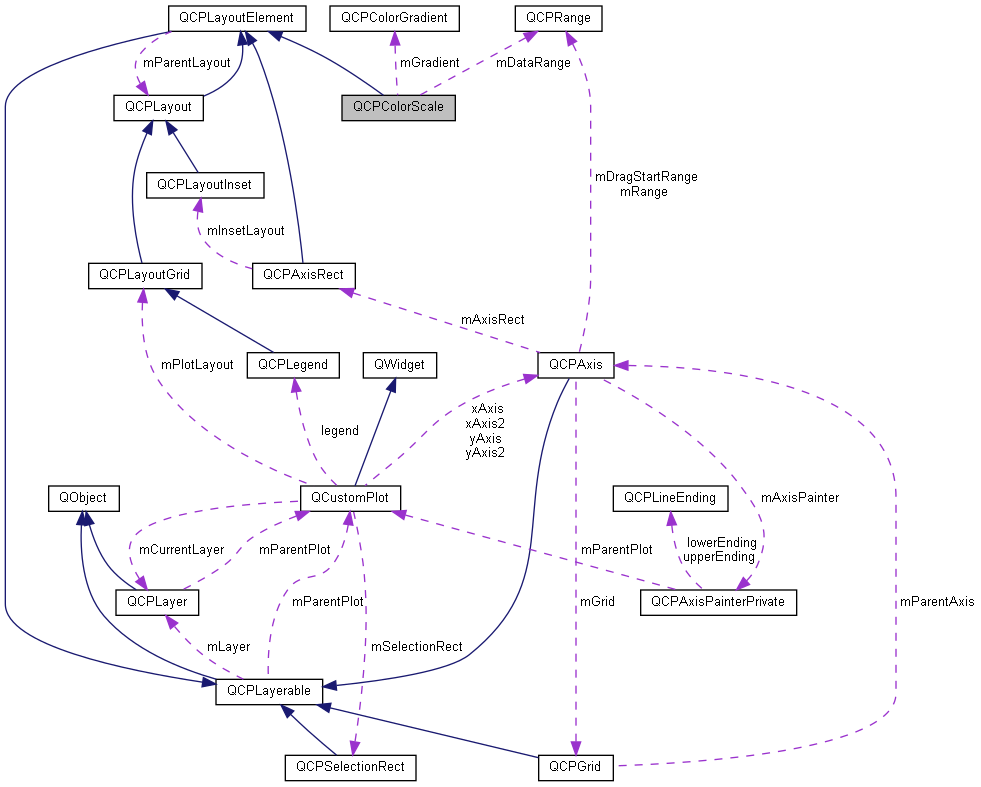 QCPLayoutElement
QCPColorGradient
QCPRange
mParentLayout
mGradient
mDataRange
QCPLayout
QCPColorScale
QCPLayoutInset
mDragStartRange
mRange
mInsetLayout
QCPLayoutGrid
QCPAxisRect
mAxisRect
mPlotLayout
QCPLegend
QWidget
QCPAxis
legend
xAxis
xAxis2
yAxis
yAxis2
QObject
QCustomPlot
QCPLineEnding
mAxisPainter
mCurrentLayer
mParentPlot
mParentPlot
lowerEnding
upperEnding
QCPLayer
mParentPlot
mGrid
QCPAxisPainterPrivate
mParentAxis
mLayer
mSelectionRect
QCPLayerable
QCPSelectionRect
QCPGrid